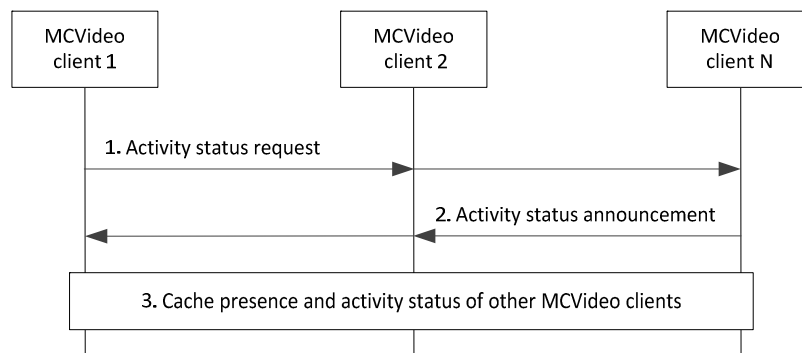 MCVideo
client 1
MCVideo
client 2
MCVideo
client N
1. Activity status request
2. Activity status announcement
3. Cache presence and activity status of other MCVideo clients